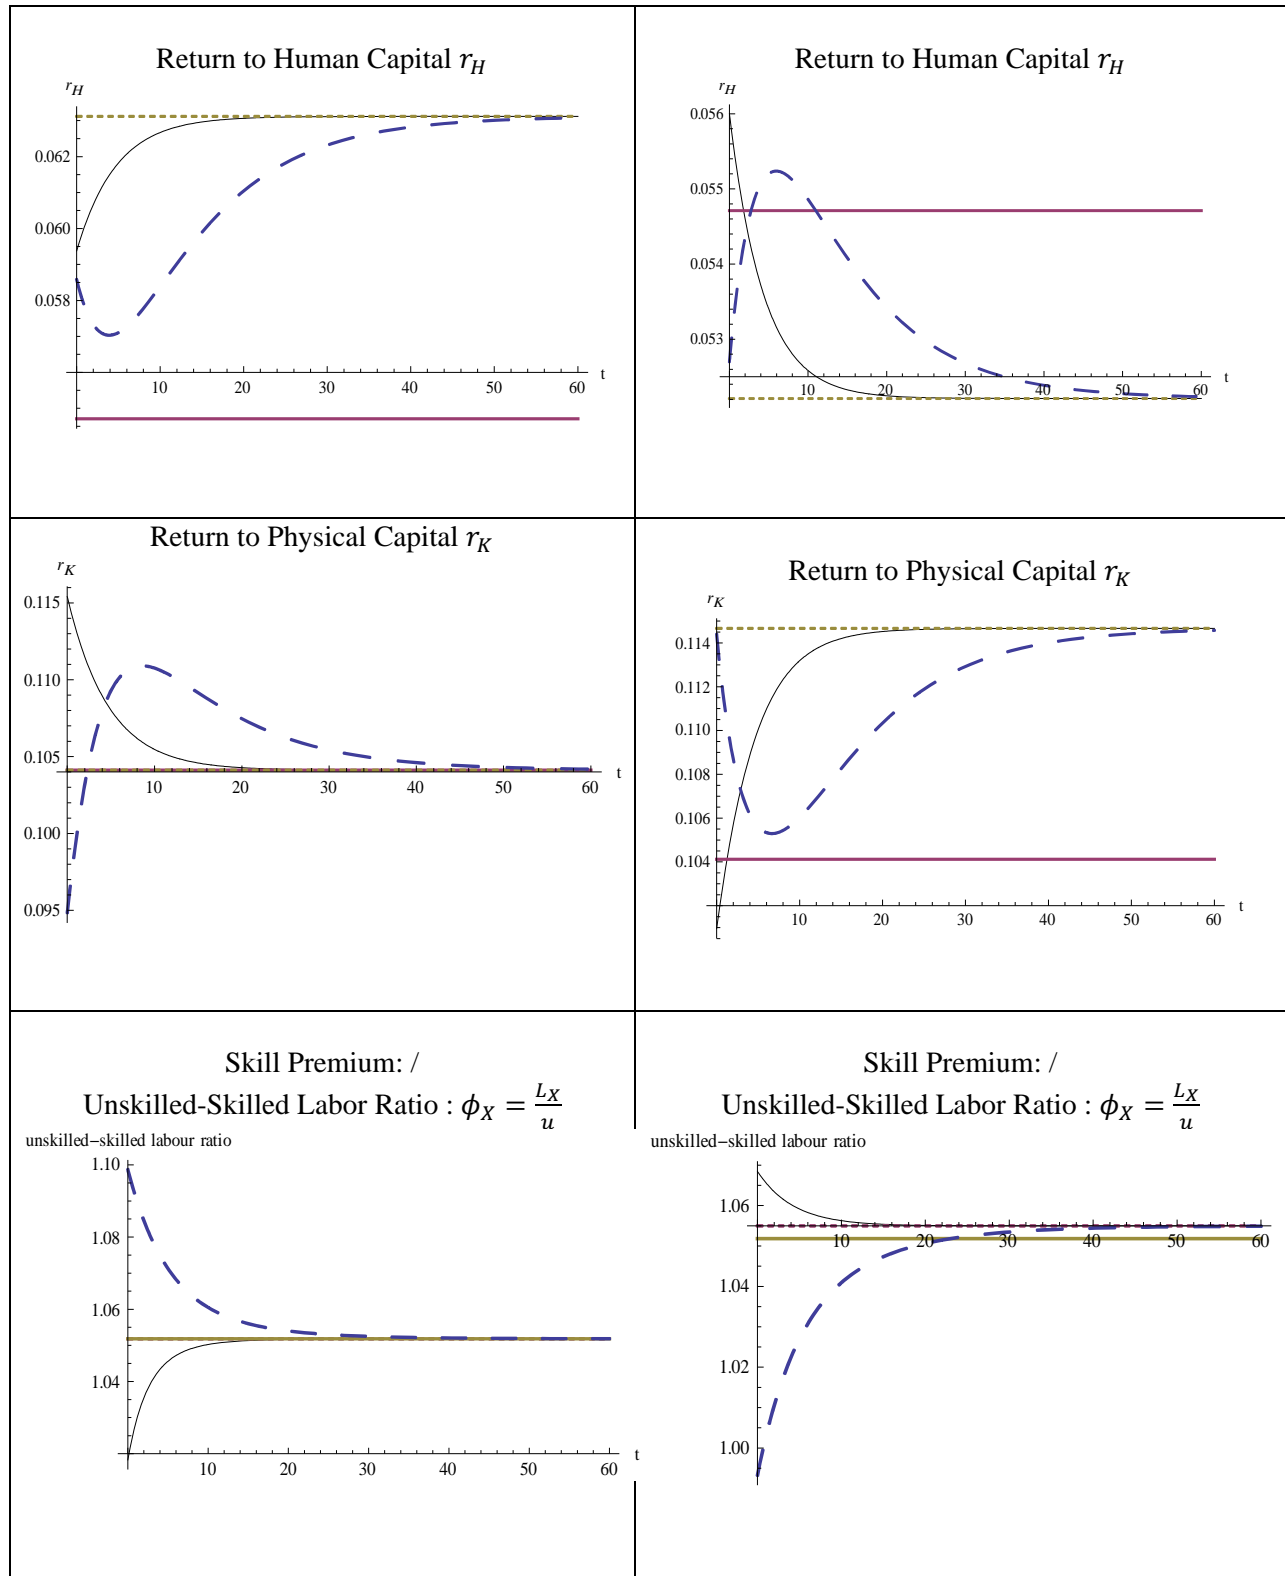 Return to Human Capital r_H
r_H
0.062
0.060
0.058
10 20 30 40 50 60 t
Return to Human Capital r_H
r_H
0.056
0.055
0.054
0.053
10 20 30 40 50 60 t
Return to Physical Capital r_K
r_K
0.115
0.110
0.105
0.100
0.095
10 20 30 40 50 60 t
Return to Physical Capital r_K
r_K
0.114
0.112
0.110
0.108
0.106
0.104
10 20 30 40 50 60 t
Skill Premium: /
Unskilled-Skilled Labor Ratio : ϕ_X = L_X/u
unskilled−skilled labour ratio
1.10
1.08
1.06
1.04
10 20 30 40 50 60 t
Skill Premium: /
Unskilled-Skilled Labor Ratio : ϕ_X = L_X/u
unskilled−skilled labour ratio
1.06
1.04
1.02
1.00
10 20 30 40 50 60 t